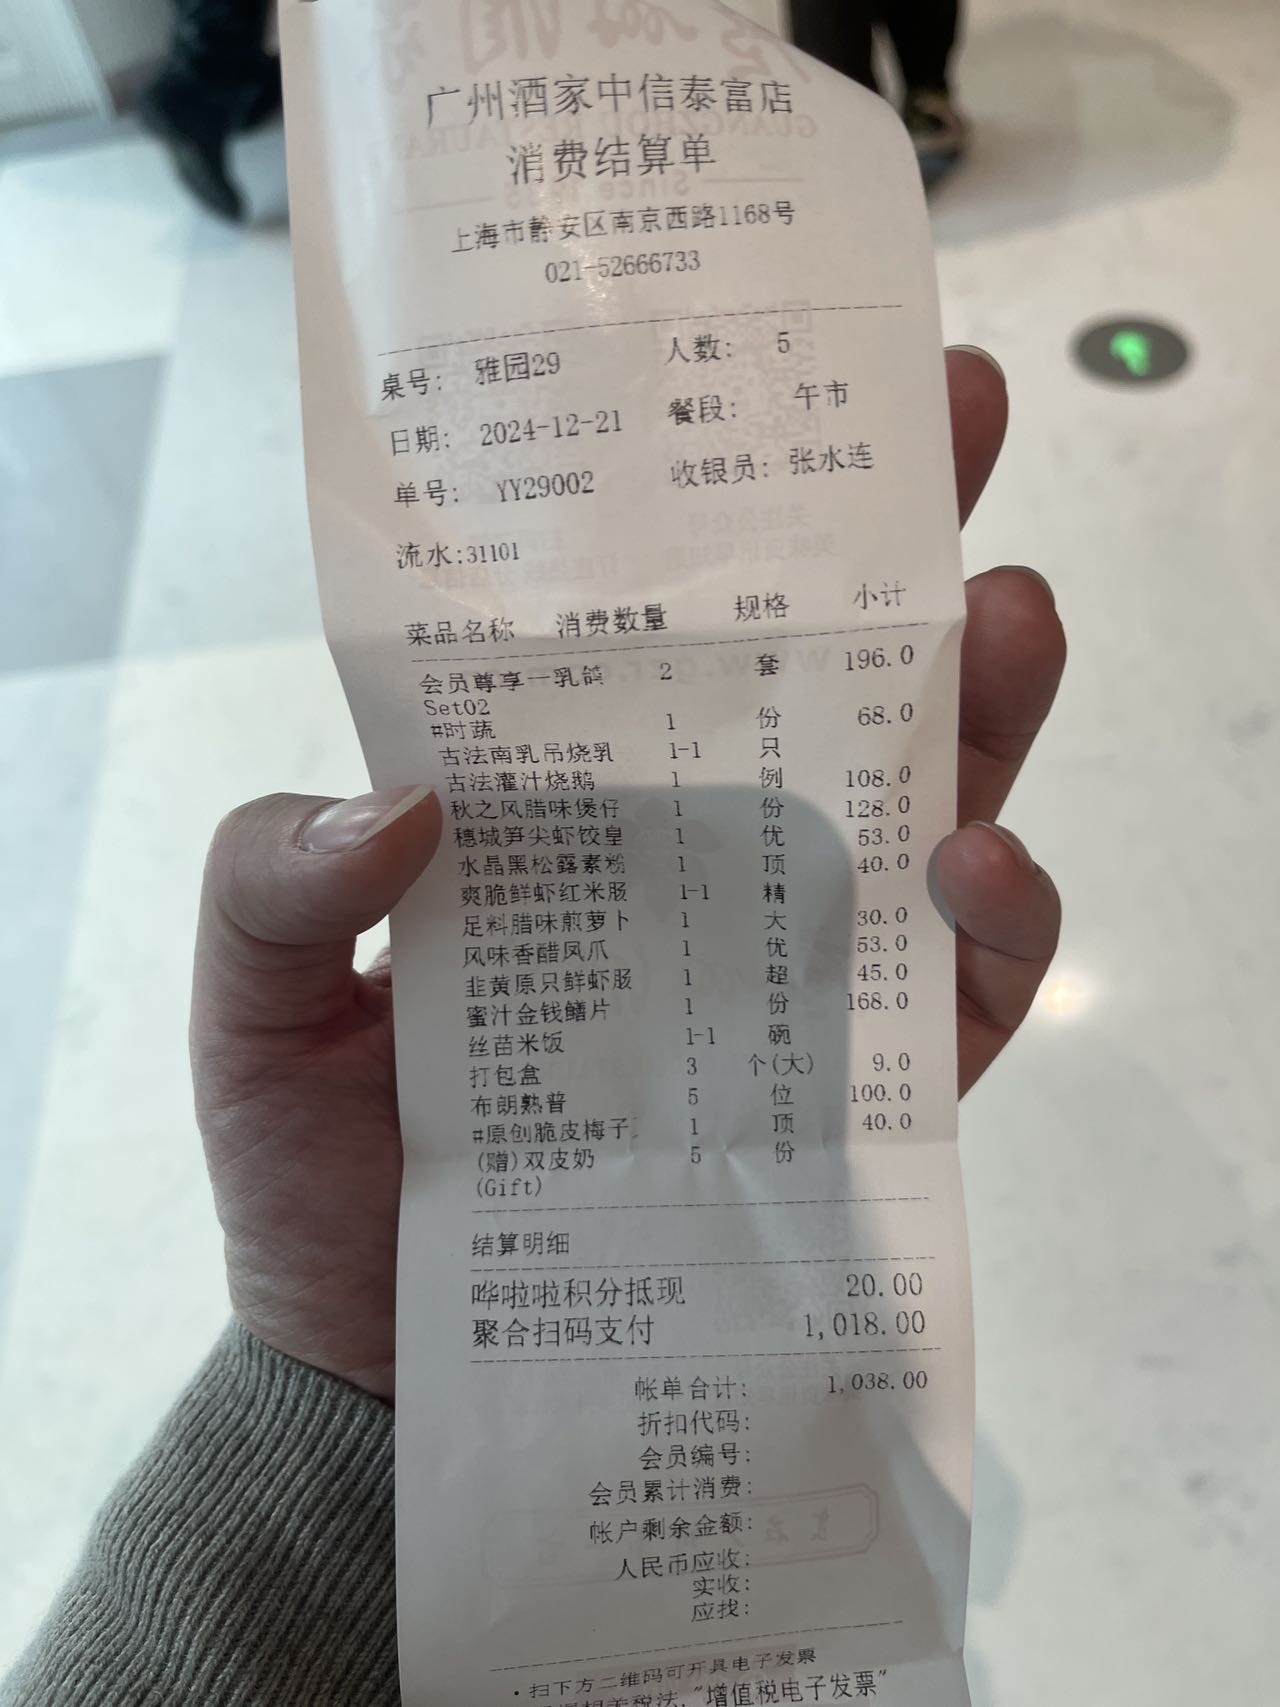 广州酒家中信泰富店
消费结算单
上海市静安区南京西路1168号
021-52666733
桌号: 雅园29 人数: 5
日期: 2024-12-21 餐段: 午市
单号: YY29002 收银员: 张水连
流水:31101
菜品名称 消费数量 规格 小计
会员尊享一乳鸽 2 套 196.0
Set02
#时蔬 1 份 68.0
古法南乳吊烧乳 1-1 只
古法灌汁烧鹅 1 例 108.0
秋之风腊味煲仔 1 份 128.0
穗城笋尖虾饺皇 1 优 53.0
水晶黑松露素粉 1 顶 40.0
爽脆鲜虾红米肠 1-1 精
足料腊味煎萝卜 1 大 30.0
风味香醋凤爪 1 优 53.0
韭黄原只鲜虾肠 1 超 45.0
蜜汁金钱鳝片 1 份 168.0
丝苗米饭 1-1 碗
打包盒 3 个(大) 9.0
布朗熟普 5 位 100.0
#原创脆皮梅子 1 顶 40.0
(赠)双皮奶 5 份
(Gift)
结算明细
哗啦啦积分抵现 20.00
聚合扫码支付 1,018.00
帐单合计: 1,038.00
折扣代码:
会员编号:
会员累计消费:
帐户剩余金额:
人民币应收:
实收:
应找:
·扫下方二维码可开具电子发票
相关税法,"增值税电子发票"